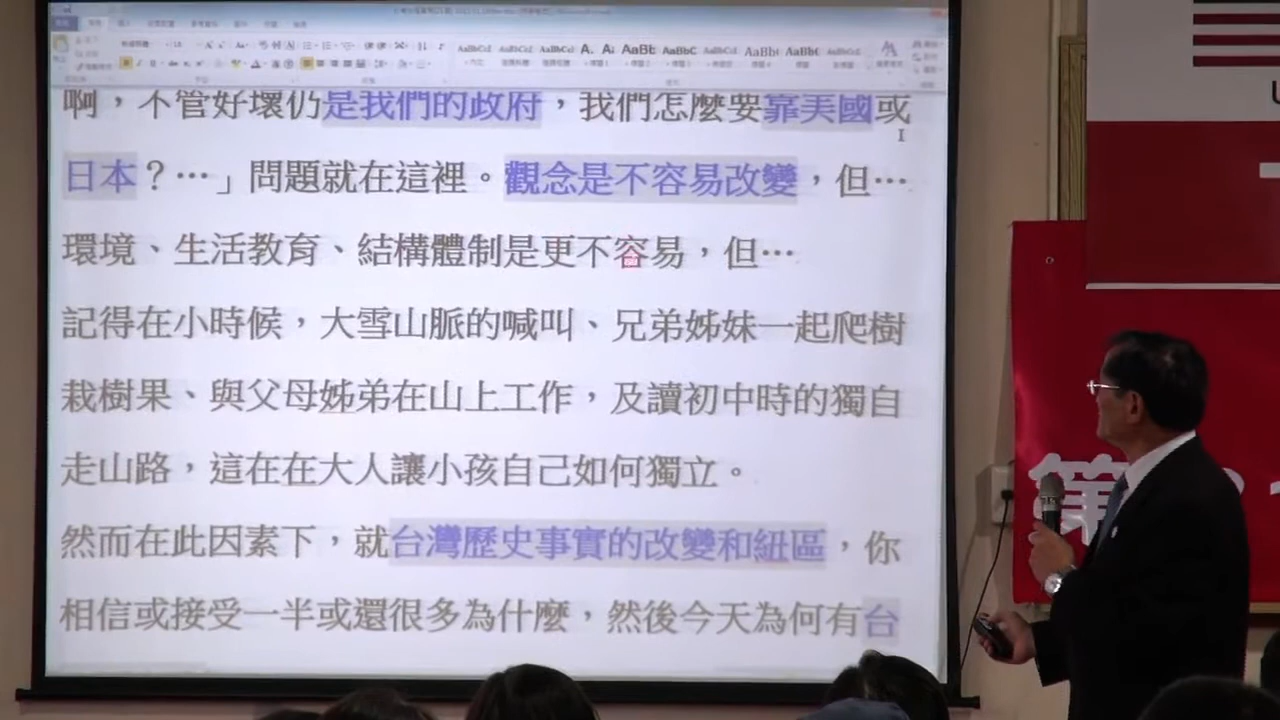 啊，不管好壞仍是我們的政府，我們怎麼要靠美國或
日本？…」問題就在這裡。觀念是不容易改變，但…
環境、生活教育、結構體制是更不容易，但…
記得在小時候，大雪山脈的喊叫、兄弟姊妹一起爬樹
栽樹果、與父母姊弟在山上工作，及讀初中時的獨自
走山路，這在在大人讓小孩自己如何獨立。
然而在此因素下，就台灣歷史事實的改變和紐區，你
相信或接受一半或還很多為什麼，然後今天為何有台
第